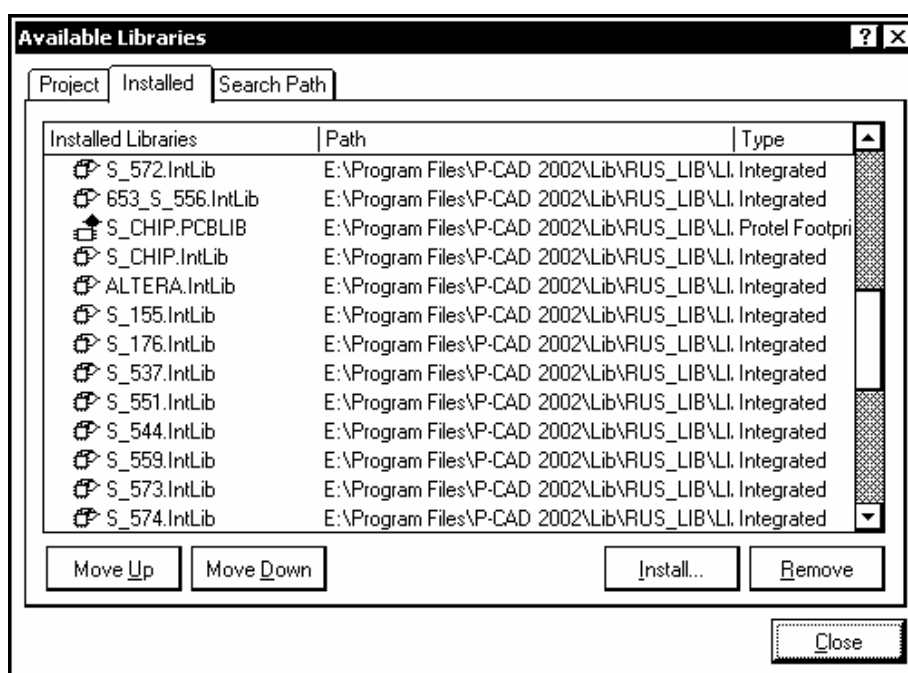 Available Libraries
Project Installed Search Path
Installed Libraries Path Type
S_572.IntLib E:\Program Files\P-CAD 2002\Lib\RUS_LIB\LI. Integrated
653_S_556.IntLib E:\Program Files\P-CAD 2002\Lib\RUS_LIB\LI. Integrated
S_CHIP.PCBLIB E:\Program Files\P-CAD 2002\Lib\RUS_LIB\LI. Protel Footpri
S_CHIP.IntLib E:\Program Files\P-CAD 2002\Lib\RUS_LIB\LI. Integrated
ALTERA.IntLib E:\Program Files\P-CAD 2002\Lib\RUS_LIB\LI. Integrated
S_155.IntLib E:\Program Files\P-CAD 2002\Lib\RUS_LIB\LI. Integrated
S_176.IntLib E:\Program Files\P-CAD 2002\Lib\RUS_LIB\LI. Integrated
S_537.IntLib E:\Program Files\P-CAD 2002\Lib\RUS_LIB\LI. Integrated
S_551.IntLib E:\Program Files\P-CAD 2002\Lib\RUS_LIB\LI. Integrated
S_544.IntLib E:\Program Files\P-CAD 2002\Lib\RUS_LIB\LI. Integrated
S_559.IntLib E:\Program Files\P-CAD 2002\Lib\RUS_LIB\LI. Integrated
S_573.IntLib E:\Program Files\P-CAD 2002\Lib\RUS_LIB\LI. Integrated
S_574.IntLib E:\Program Files\P-CAD 2002\Lib\RUS_LIB\LI. Integrated
Move Up Move Down Install... Remove
Close